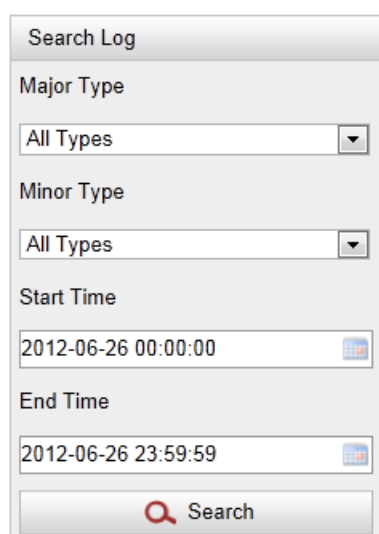 Search Log
Major Type
All Types
Minor Type
All Types
Start Time
2012-06-26 00:00:00
End Time
2012-06-26 23:59:59
Search